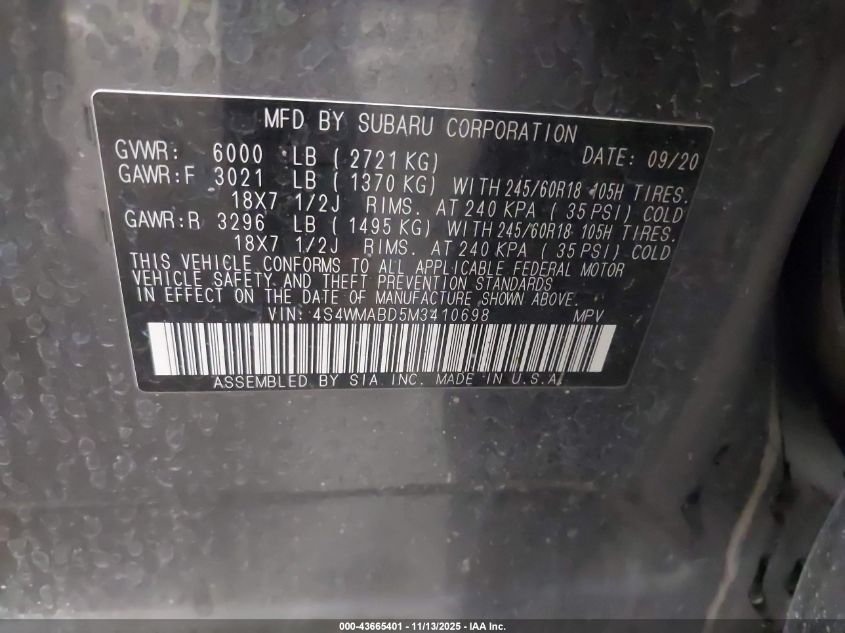 MFD BY SUBARU CORPORATION
GVWR: 6000 LB ( 2721 KG) DATE: 09/20
GAWR:F 3021 LB ( 1370 KG) WITH 245/60R18 105H TIRES.
18X7 1/2J RIMS. AT 240 KPA ( 35 PSI) COLD
GAWR:R 3296 LB ( 1495 KG) WITH 245/60R18 105H TIRES.
18X7 1/2J RIMS. AT 240 KPA ( 35 PSI) COLD
THIS VEHICLE CONFORMS TO ALL APPLICABLE FEDERAL MOTOR
VEHICLE SAFETY AND THEFT PREVENTION STANDARDS
IN EFFECT ON THE DATE OF MANUFACTURE SHOWN ABOVE.
VIN: 4S4WMABD5M3410698 MPV
ASSEMBLED BY SIA INC. MADE IN U.S.A.
000-43665401 - 11/13/2025 - IAA Inc.